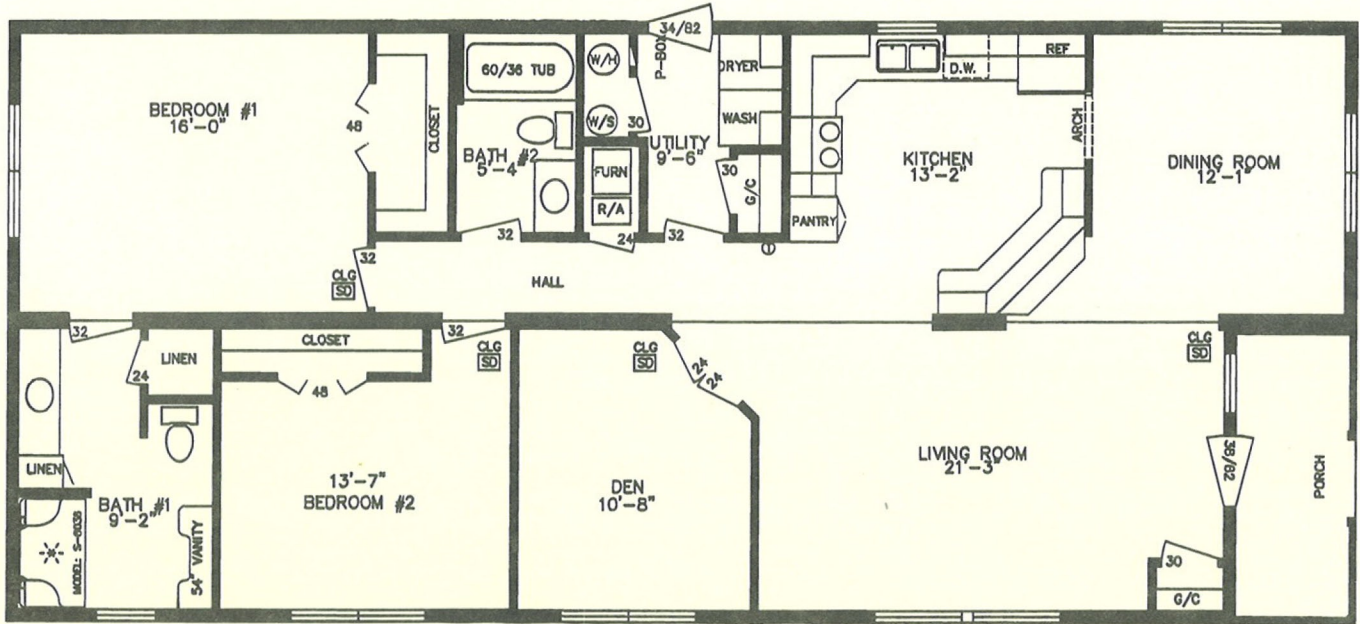 34/82
BEDROOM #1
16'-0"
48
CLOSET
60/36 TUB
BATH #2
5'-4"
32
W/H
W/S
P-BOX
30
UTILITY
9'-6"
DRYER
WASH
30
G/C
FURN
R/A
24
32
KITCHEN
13'-2"
PANTRY
D.W.
REF
ARCH
DINING ROOM
12'-1"
32
CLG
SD
HALL
32
24
LINEN
CLOSET
48
32
CLG
SD
LINEN
BATH #1
9'-2"
MODEL: S-6038
54" VANITY
13'-7"
BEDROOM #2
CLG
SD
24
24
DEN
10'-8"
LIVING ROOM
21'-3"
CLG
SD
38/82
PORCH
30
G/C